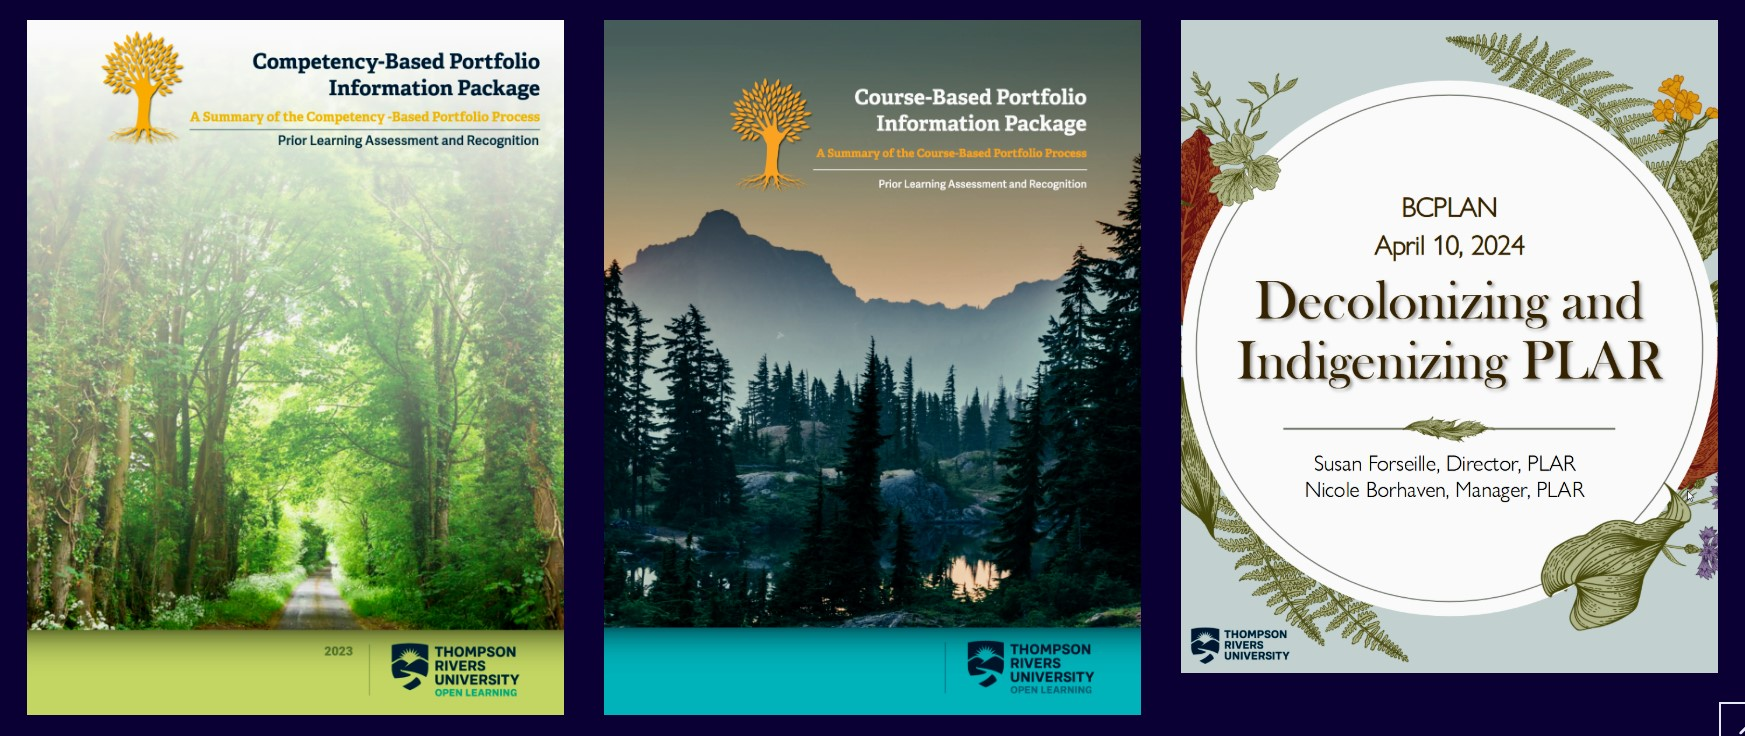 Competency-Based Portfolio
Information Package
A Summary of the Competency -Based Portfolio Process
Prior Learning Assessment and Recognition
2023
THOMPSON
RIVERS
UNIVERSITY
OPEN LEARNING
Course-Based Portfolio
Information Package
A Summary of the Course-Based Portfolio Process
Prior Learning Assessment and Recognition
THOMPSON
RIVERS
UNIVERSITY
OPEN LEARNING
BCPLAN
April 10, 2024
Decolonizing and
Indigenizing PLAR
Susan Forseille, Director, PLAR
Nicole Borhaven, Manager, PLAR
THOMPSON
RIVERS
UNIVERSITY